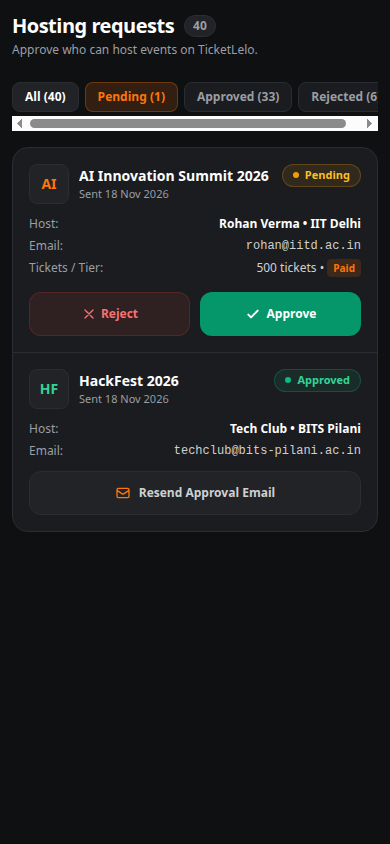 Hosting requests 40
Approve who can host events on TicketLelo.
All (40) Pending (1) Approved (33) Rejected (6
AI AI Innovation Summit 2026 Pending
Sent 18 Nov 2026
Host: Rohan Verma • IIT Delhi
Email: rohan@iitd.ac.in
Tickets / Tier: 500 tickets • Paid
Reject Approve
HF HackFest 2026 Approved
Sent 18 Nov 2026
Host: Tech Club • BITS Pilani
Email: techclub@bits-pilani.ac.in
Resend Approval Email